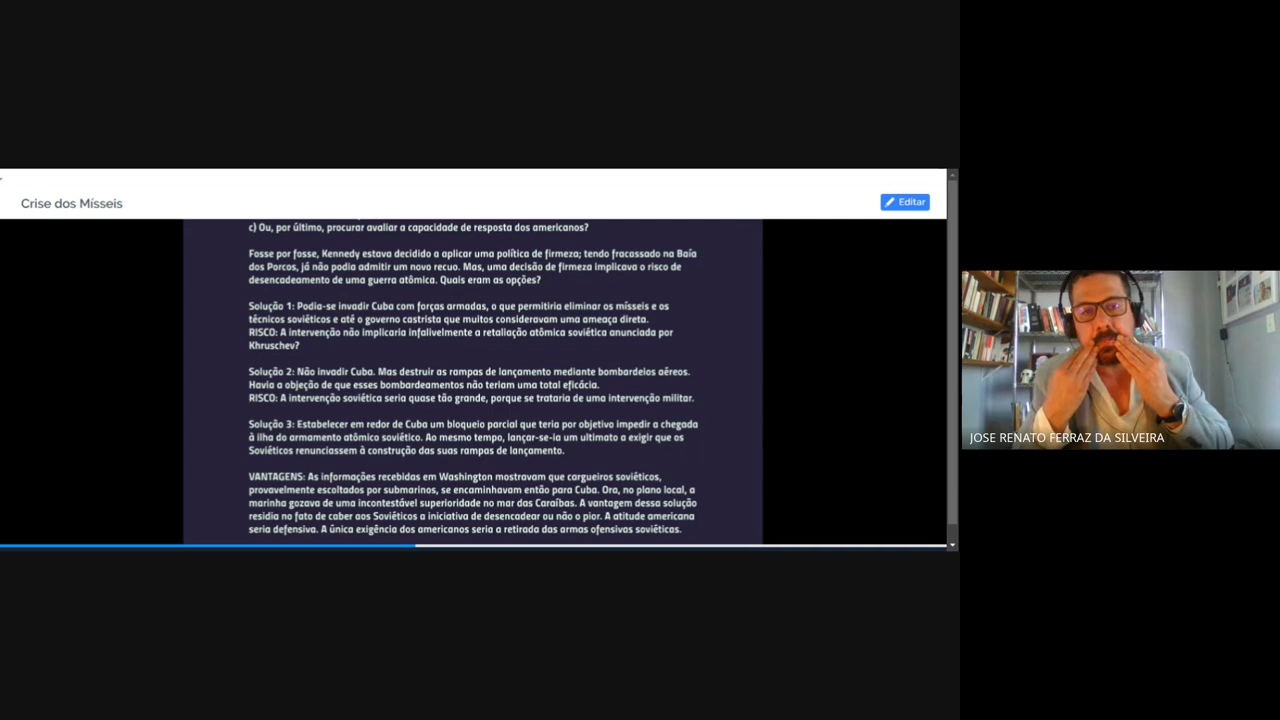 Crise dos Mísseis
Editar
c) Ou, por último, procurar avaliar a capacidade de resposta dos americanos?
Fosse por fosse, Kennedy estava decidido a aplicar uma política de firmeza; tendo fracassado na Baía
dos Porcos, já não podia admitir um novo recuo. Mas, uma decisão de firmeza implicava o risco de
desencadeamento de uma guerra atômica. Quais eram as opções?
Solução 1: Podia-se invadir Cuba com forças armadas, o que permitiria eliminar os mísseis e os
técnicos soviéticos e até o governo castrista que muitos consideravam uma ameaça direta.
RISCO: A intervenção não implicaria infalivelmente a retaliação atômica soviética anunciada por
Khruschev?
Solução 2: Não invadir Cuba. Mas destruir as rampas de lançamento mediante bombardeios aéreos.
Havia a objeção de que esses bombardeamentos não teriam uma total eficácia.
RISCO: A intervenção soviética seria quase tão grande, porque se trataria de uma intervenção militar.
Solução 3: Estabelecer em redor de Cuba um bloqueio parcial que teria por objetivo impedir a chegada
à ilha do armamento atômico soviético. Ao mesmo tempo, lançar-se-ia um ultimato a exigir que os
Soviéticos renunciassem à construção das suas rampas de lançamento.
VANTAGENS: As informações recebidas em Washington mostravam que cargueiros soviéticos,
provavelmente escoltados por submarinos, se encaminhavam então para Cuba. Ora, no plano local, a
marinha gozava de uma incontestável superioridade no mar das Caraíbas. A vantagem dessa solução
residia no fato de caber aos Soviéticos a iniciativa de desencadear ou não o pior. A atitude americana
seria defensiva. A única exigência dos americanos seria a retirada das armas ofensivas soviéticas.
JOSE RENATO FERRAZ DA SILVEIRA